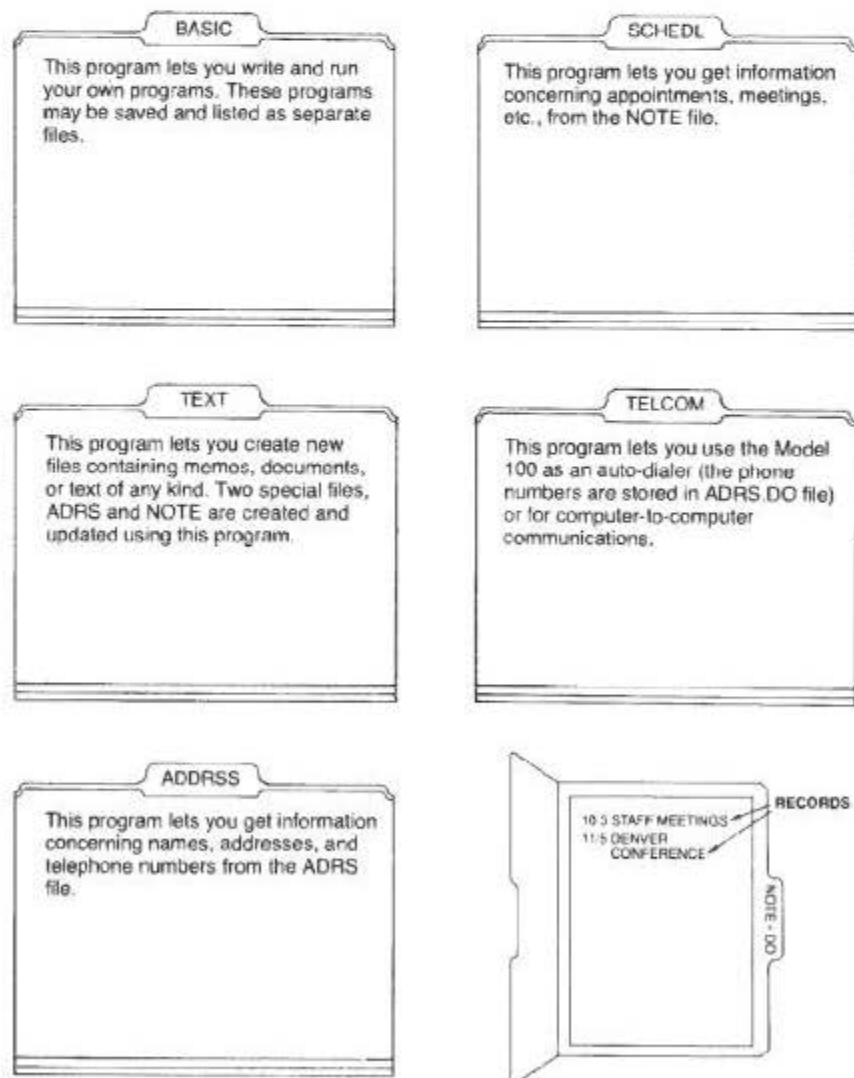 BASIC
This program lets you write and run
your own programs. These programs
may be saved and listed as separate
files.
SCHEDL
This program lets you get information
concerning appointments, meetings,
etc., from the NOTE file.
TEXT
This program lets you create new
files containing memos, documents,
or text of any kind. Two special files,
ADRS and NOTE are created and
updated using this program.
TELCOM
This program lets you use the Model
100 as an auto-dialer (the phone
numbers are stored in ADRS.DO file)
or for computer-to-computer
communications.
ADDRSS
This program lets you get information
concerning names, addresses, and
telephone numbers from the ADRS
file.
RECORDS
10 3 STAFF MEETINGS
11/5 DENVER
CONFERENCE
NOTE • DO